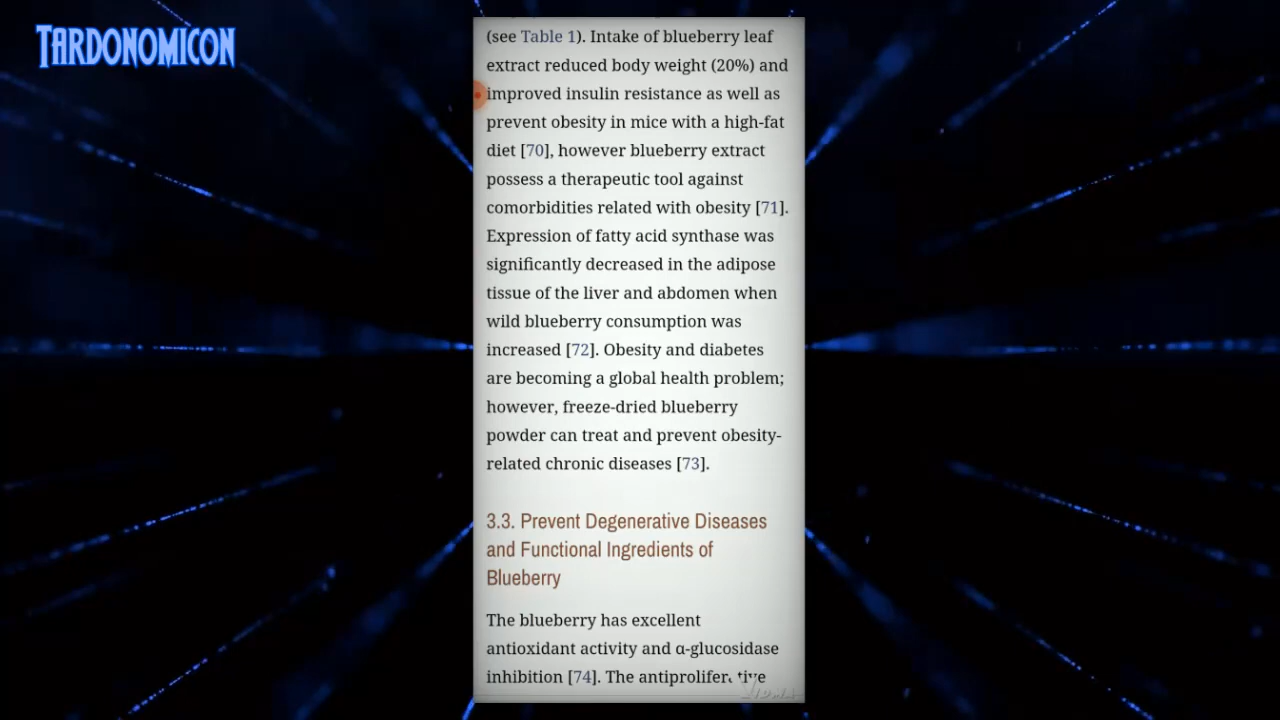 TARDONOMICON
(see Table 1). Intake of blueberry leaf
extract reduced body weight (20%) and
improved insulin resistance as well as
prevent obesity in mice with a high-fat
diet [70], however blueberry extract
possess a therapeutic tool against
comorbidities related with obesity [71].
Expression of fatty acid synthase was
significantly decreased in the adipose
tissue of the liver and abdomen when
wild blueberry consumption was
increased [72]. Obesity and diabetes
are becoming a global health problem;
however, freeze-dried blueberry
powder can treat and prevent obesity-
related chronic diseases [73].
3.3. Prevent Degenerative Diseases
and Functional Ingredients of
Blueberry
The blueberry has excellent
antioxidant activity and α-glucosidase
inhibition [74]. The antiproliferative
VIDMA